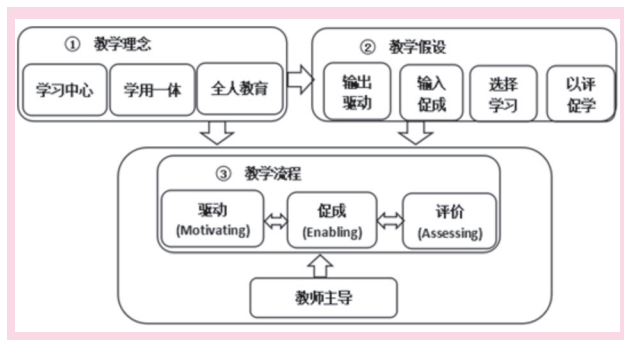 ① 教学理念
学习中心
学用一体
全人教育
② 教学假设
输出
驱动
输入
促成
选择
学习
以评
促学
③ 教学流程
驱动
(Motivating)
促成
(Enabling)
评价
(Assessing)
教师主导